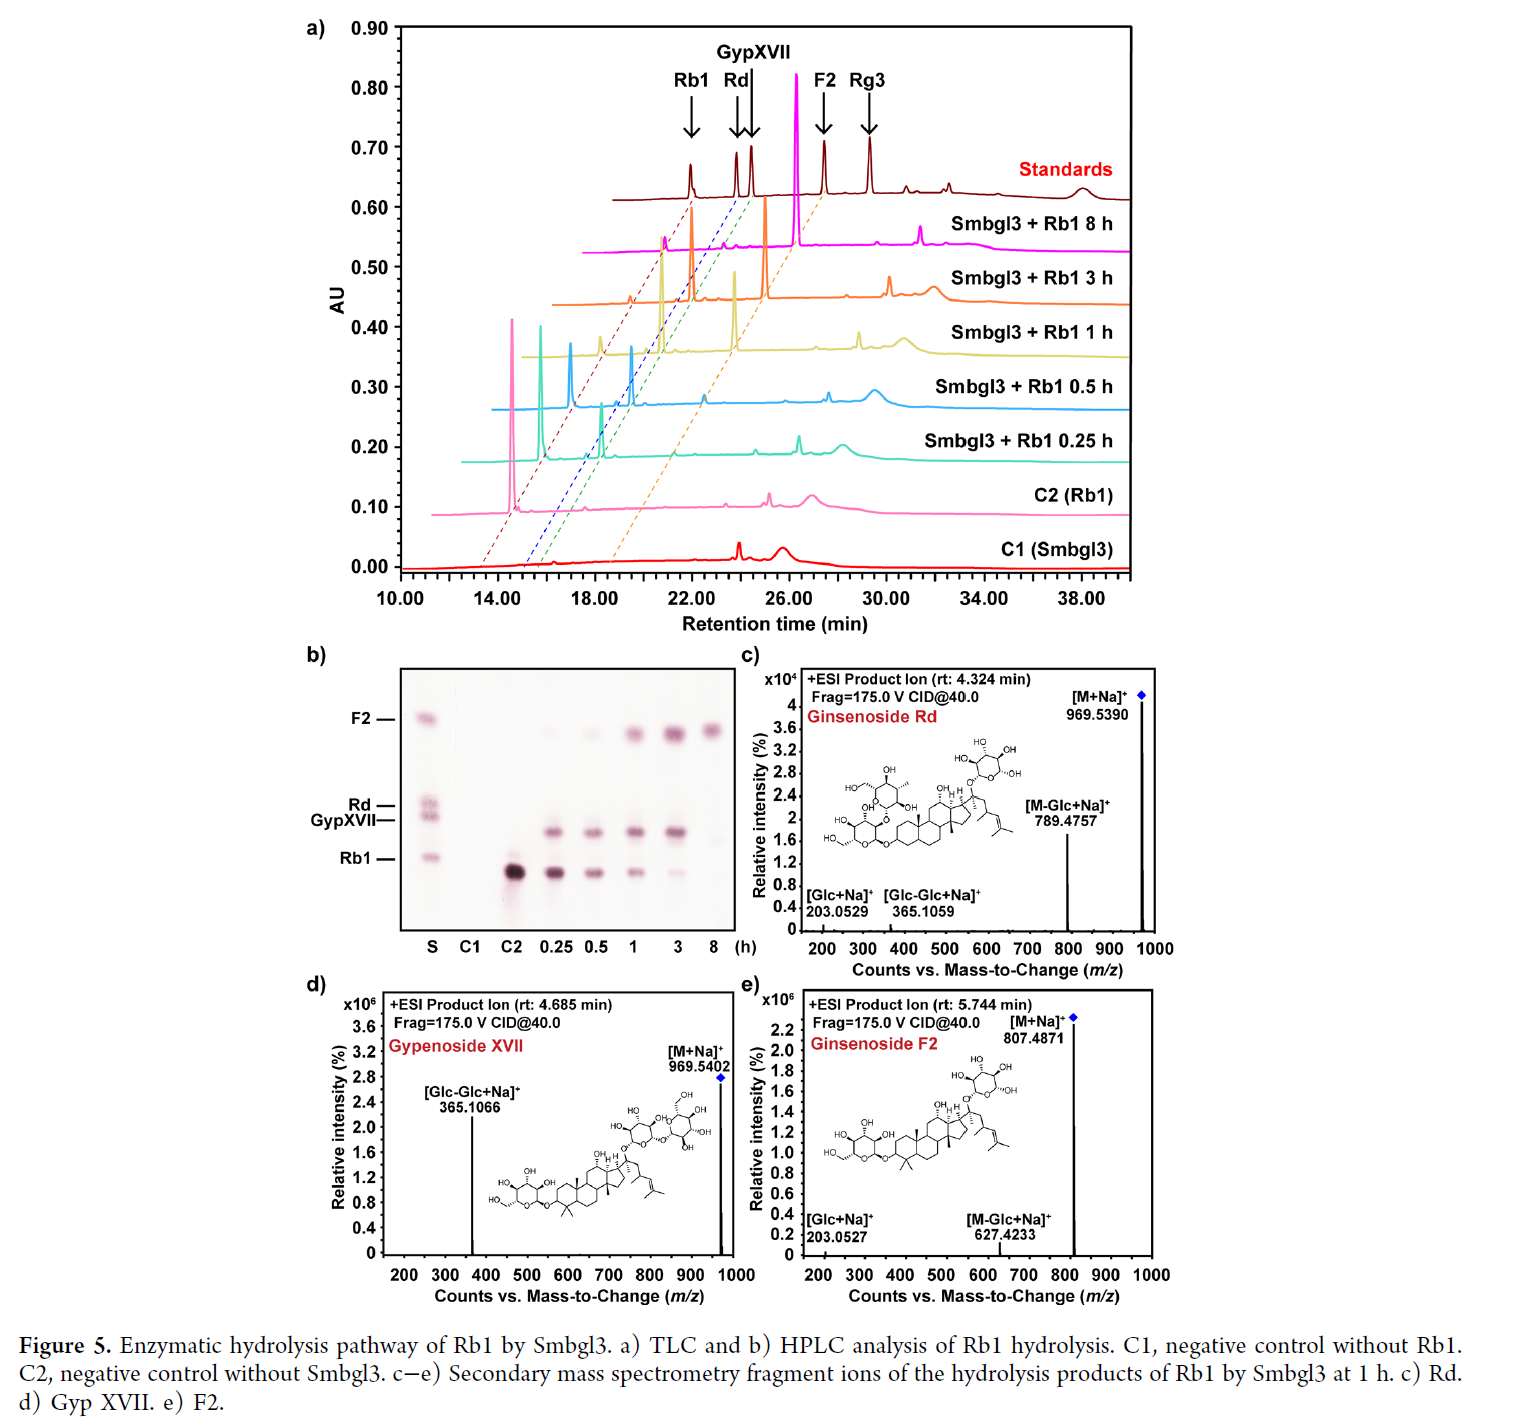 a)
0.90
0.80
0.70
0.60
0.50
0.40
0.30
0.20
0.10
0.00
AU
GypXVII
Rb1 Rd F2 Rg3
Standards
Smbgl3 + Rb1 8 h
Smbgl3 + Rb1 3 h
Smbgl3 + Rb1 1 h
Smbgl3 + Rb1 0.5 h
Smbgl3 + Rb1 0.25 h
C2 (Rb1)
C1 (Smbgl3)
10.00 14.00 18.00 22.00 26.00 30.00 34.00 38.00
Retention time (min)
b)
F2
Rd
GypXVII
Rb1
S C1 C2 0.25 0.5 1 3 8 (h)
c)
x10⁴
+ESI Product Ion (rt: 4.324 min)
Frag=175.0 V CID@40.0
Ginsenoside Rd
[M+Na]⁺
969.5390
[M-Glc+Na]⁺
789.4757
[Glc+Na]⁺
203.0529
[Glc-Glc+Na]⁺
365.1059
4
3.6
3.2
2.8
2.4
2
1.6
1.2
0.8
0.4
0
Relative intensity (%)
200 300 400 500 600 700 800 900 1000
Counts vs. Mass-to-Change (m/z)
d)
x10⁶
+ESI Product Ion (rt: 4.685 min)
Frag=175.0 V CID@40.0
Gypenoside XVII
[M+Na]⁺
969.5402
[Glc-Glc+Na]⁺
365.1066
3.6
3.2
2.8
2.4
2.0
1.6
1.2
0.8
0.4
0
Relative intensity (%)
200 300 400 500 600 700 800 900 1000
Counts vs. Mass-to-Change (m/z)
e)
x10⁶
+ESI Product Ion (rt: 5.744 min)
Frag=175.0 V CID@40.0
Ginsenoside F2
[M+Na]⁺
807.4871
[Glc+Na]⁺
203.0527
[M-Glc+Na]⁺
627.4233
2.2
2.0
1.8
1.6
1.4
1.2
1.0
0.8
0.6
0.4
0.2
0
Relative intensity (%)
200 300 400 500 600 700 800 900 1000
Counts vs. Mass-to-Change (m/z)
Figure 5. Enzymatic hydrolysis pathway of Rb1 by Smbgl3. a) TLC and b) HPLC analysis of Rb1 hydrolysis. C1, negative control without Rb1.
C2, negative control without Smbgl3. c−e) Secondary mass spectrometry fragment ions of the hydrolysis products of Rb1 by Smbgl3 at 1 h. c) Rd.
d) Gyp XVII. e) F2.